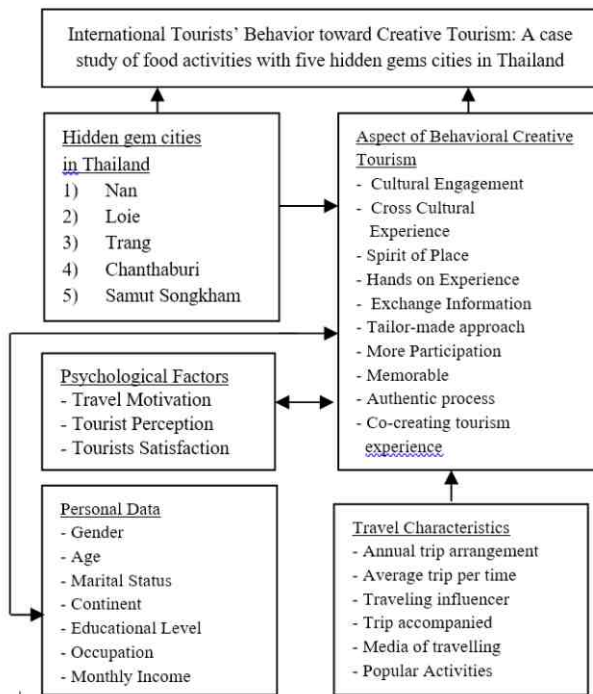 International Tourists’ Behavior toward Creative Tourism: A case
study of food activities with five hidden gems cities in Thailand
Hidden gem cities
in Thailand
1) Nan
2) Loie
3) Trang
4) Chanthaburi
5) Samut Songkham
Aspect of Behavioral Creative
Tourism
- Cultural Engagement
- Cross Cultural
Experience
- Spirit of Place
- Hands on Experience
- Exchange Information
- Tailor-made approach
- More Participation
- Memorable
- Authentic process
- Co-creating tourism
experience
Psychological Factors
- Travel Motivation
- Tourist Perception
- Tourists Satisfaction
Personal Data
- Gender
- Age
- Marital Status
- Continent
- Educational Level
- Occupation
- Monthly Income
Travel Characteristics
- Annual trip arrangement
- Average trip per time
- Traveling influencer
- Trip accompanied
- Media of travelling
- Popular Activities